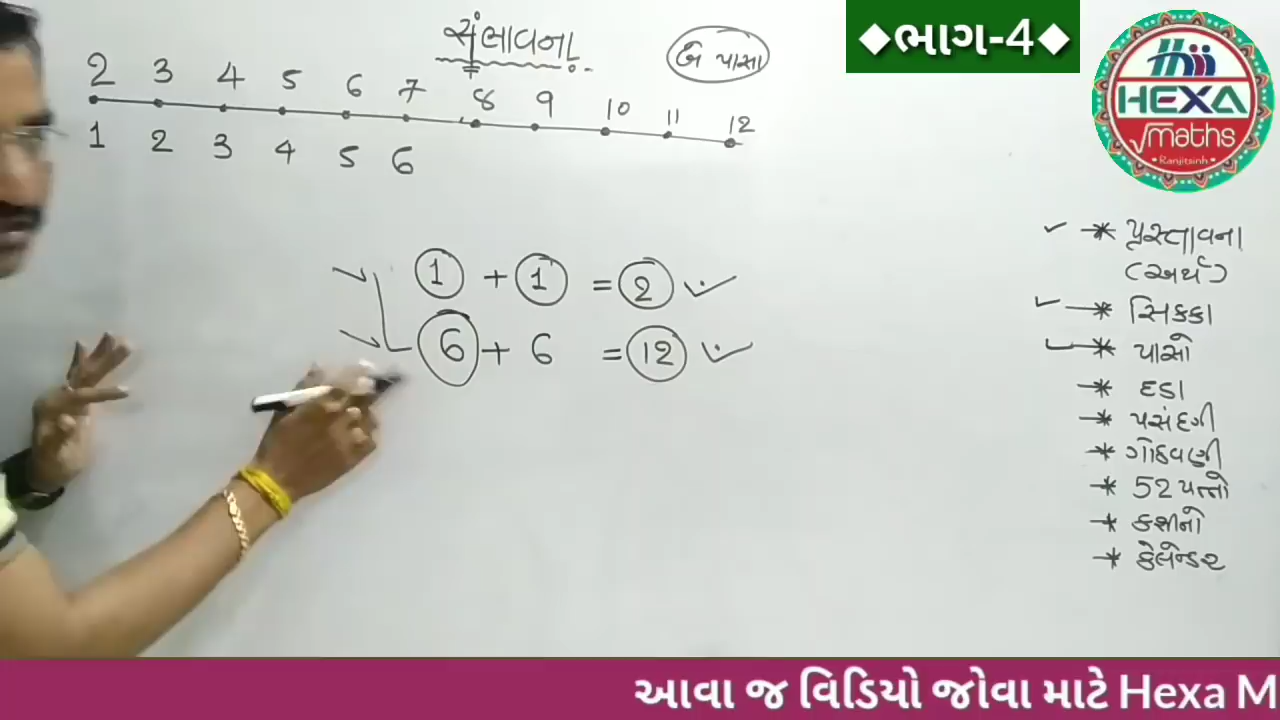 સંભાવના
બે પાસા
◆ભાગ-4◆
HEXA
√maths
Ranjitsinh
2 3 4 5 6 7 8 9 10 11 12
1 2 3 4 5 6
1 + 1 = 2
6 + 6 = 12
* પ્રસ્તાવના
(અર્થ)
* સિક્કા
* પાસો
* દડા
* પસંદગી
* ગોઠવણી
* 52 પત્તો
* કેલેન્ડર
આવા જ વિડિયો જોવા માટે Hexa M